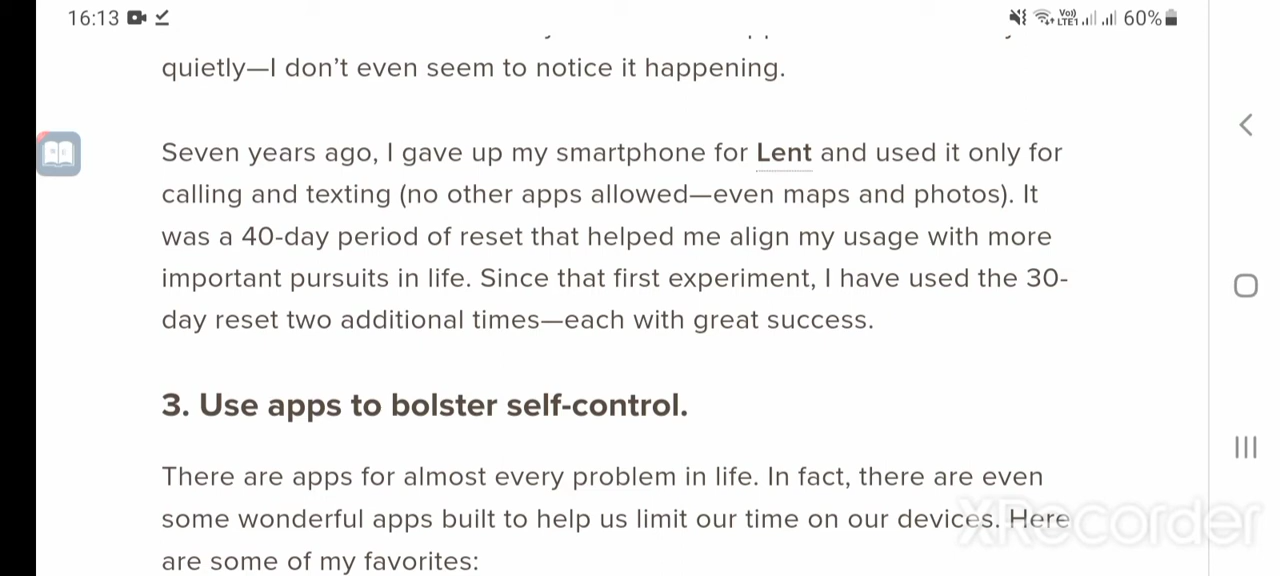 16:13 Vo)) LTE1 60%
quietly—I don’t even seem to notice it happening.
Seven years ago, I gave up my smartphone for Lent and used it only for
calling and texting (no other apps allowed—even maps and photos). It
was a 40-day period of reset that helped me align my usage with more
important pursuits in life. Since that first experiment, I have used the 30-
day reset two additional times—each with great success.
3. Use apps to bolster self-control.
There are apps for almost every problem in life. In fact, there are even
some wonderful apps built to help us limit our time on our devices. Here
are some of my favorites:
XRecorder